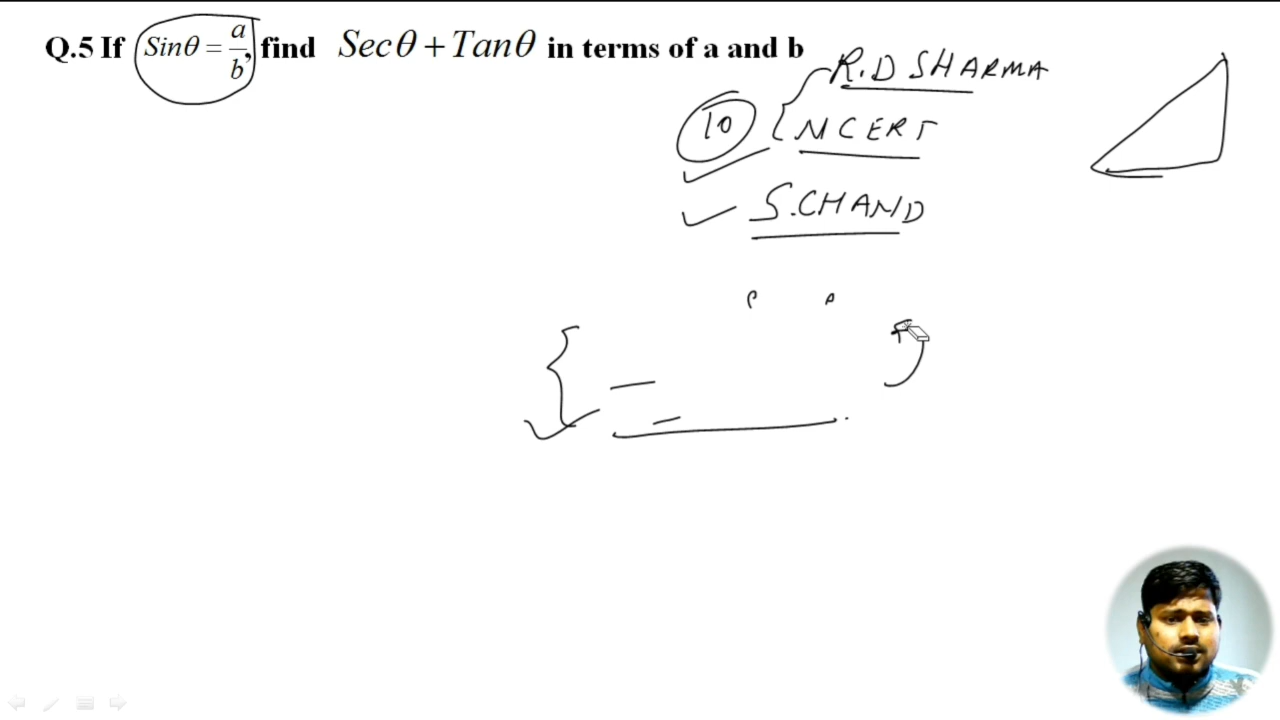 Q.5 If Sinθ = a/b, find Secθ + Tanθ in terms of a and b
R.D SHARMA
10 { NCERT
S.CHAND